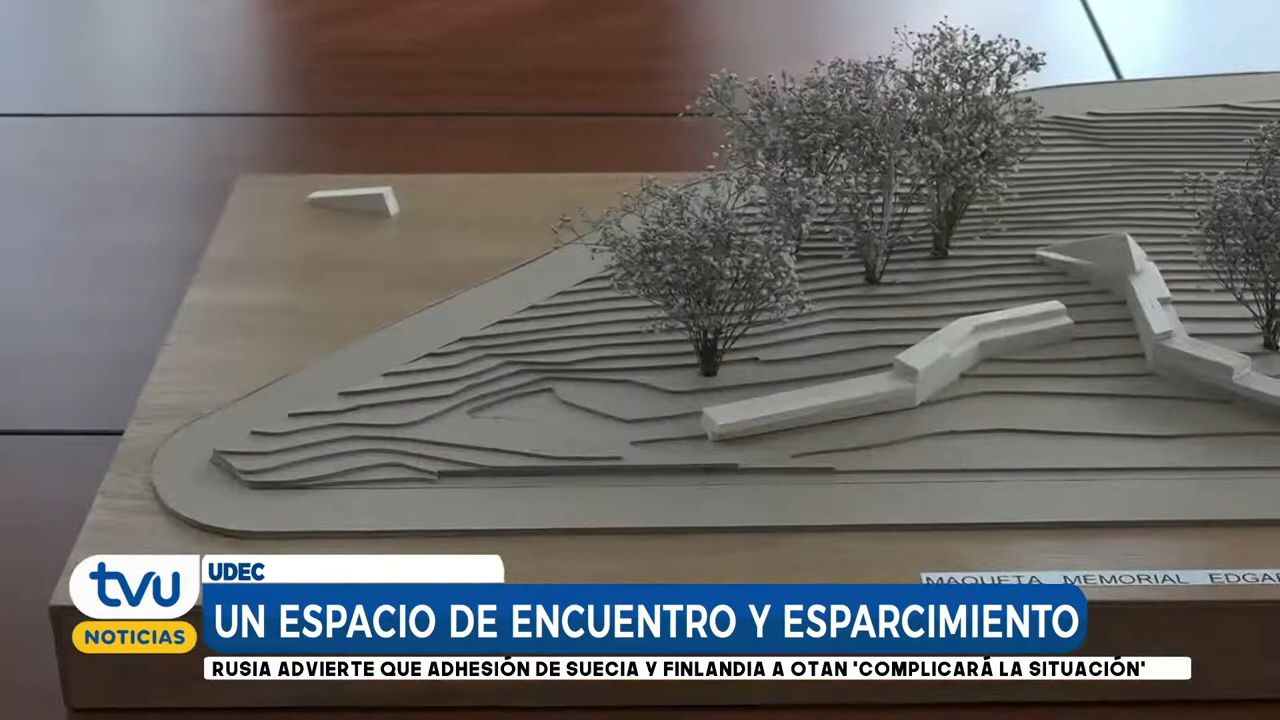 MAQUETA MEMORIAL EDGAR
tvu
NOTICIAS
UDEC
UN ESPACIO DE ENCUENTRO Y ESPARCIMIENTO
RUSIA ADVIERTE QUE ADHESIÓN DE SUECIA Y FINLANDIA A OTAN 'COMPLICARÁ LA SITUACIÓN'